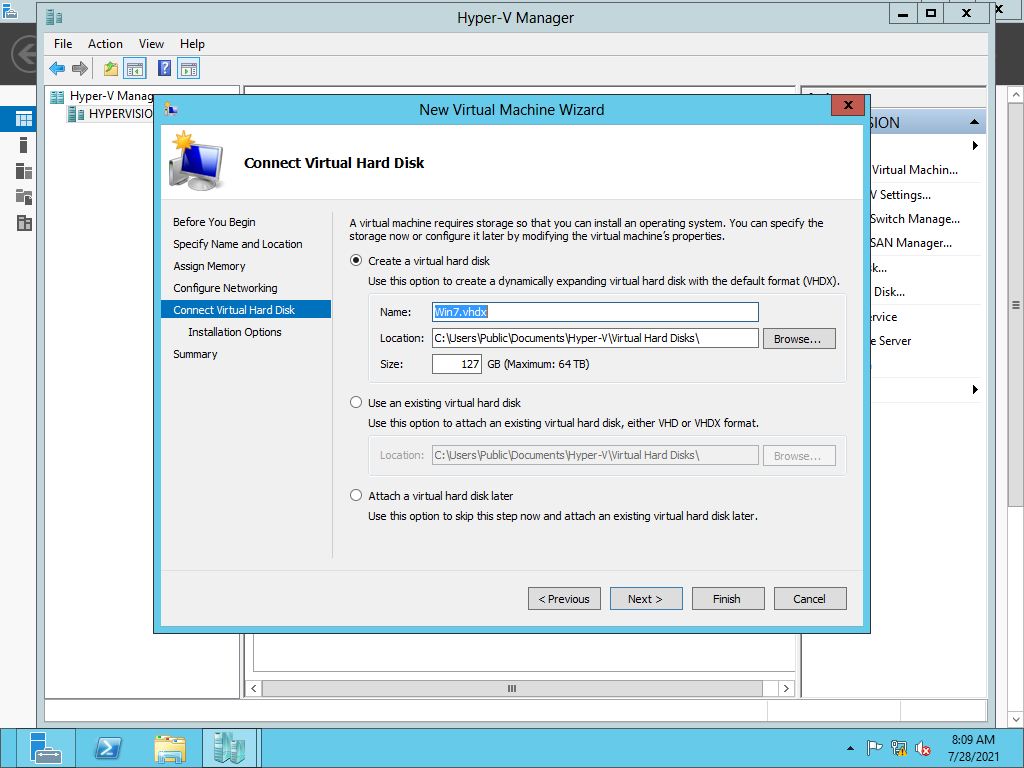 Hyper-V Manager
File Action View Help
Hyper-V Manag
HYPERVISIO
New Virtual Machine Wizard
Connect Virtual Hard Disk
Before You Begin
Specify Name and Location
Assign Memory
Configure Networking
Connect Virtual Hard Disk
Installation Options
Summary
A virtual machine requires storage so that you can install an operating system. You can specify the
storage now or configure it later by modifying the virtual machine's properties.
Create a virtual hard disk
Use this option to create a dynamically expanding virtual hard disk with the default format (VHDX).
Name: Win7.vhdx
Location: C:\Users\Public\Documents\Hyper-V\Virtual Hard Disks\ Browse...
Size: 127 GB (Maximum: 64 TB)
Use an existing virtual hard disk
Use this option to attach an existing virtual hard disk, either VHD or VHDX format.
Location: C:\Users\Public\Documents\Hyper-V\Virtual Hard Disks\ Browse...
Attach a virtual hard disk later
Use this option to skip this step now and attach an existing virtual hard disk later.
< Previous Next > Finish Cancel
SION
Virtual Machin...
V Settings...
Switch Manage...
SAN Manager...
k...
Disk...
ervice
e Server
8:09 AM
7/28/2021